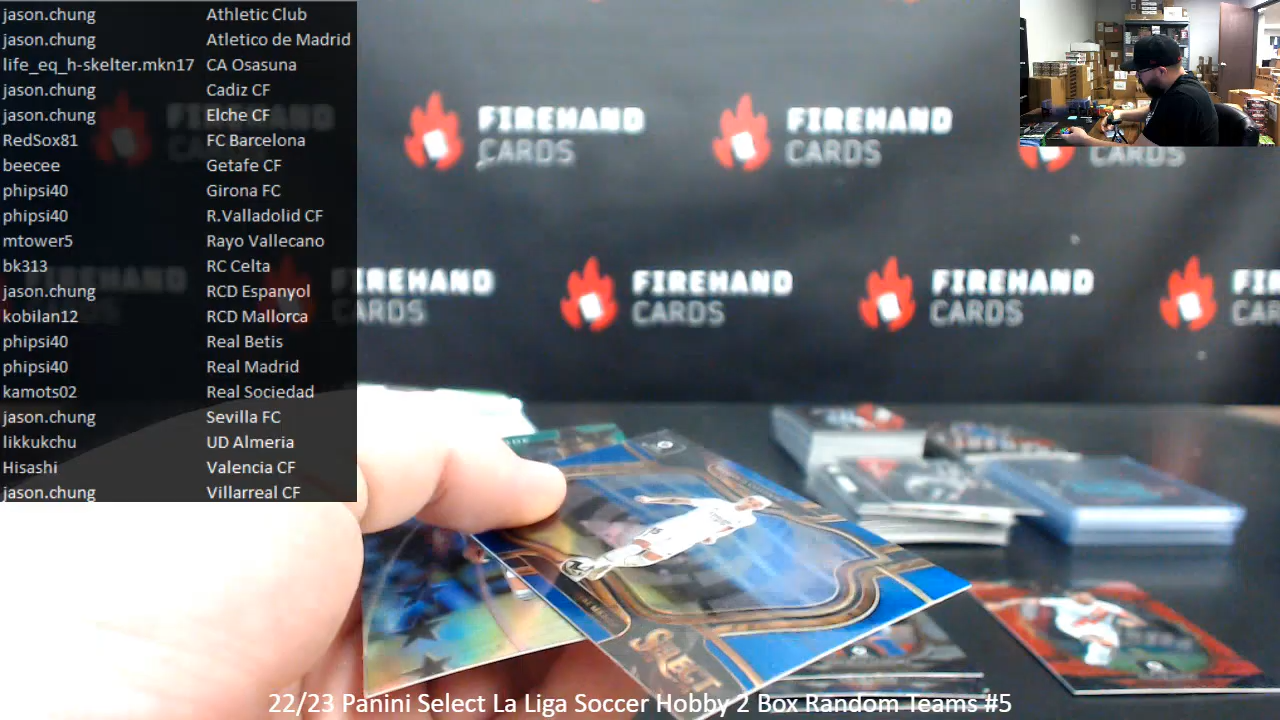 jason.chung Athletic Club
jason.chung Atletico de Madrid
life_eq_h-skelter.mkn17 CA Osasuna
jason.chung Cadiz CF
jason.chung Elche CF
RedSox81 FC Barcelona
beecee Getafe CF
phipsi40 Girona FC
phipsi40 R.Valladolid CF
mtower5 Rayo Vallecano
bk313 RC Celta
jason.chung RCD Espanyol
kobilan12 RCD Mallorca
phipsi40 Real Betis
phipsi40 Real Madrid
kamots02 Real Sociedad
jason.chung Sevilla FC
likkukchu UD Almeria
Hisashi Valencia CF
jason.chung Villarreal CF
FIREHAND
CARDS
FIREHAND
CARDS
CARDS
FIREHAND
CARDS
FIREHAND
CARDS
FIREHAND
CARDS
SELECT
22/23 Panini Select La Liga Soccer Hobby 2 Box Random Teams #5